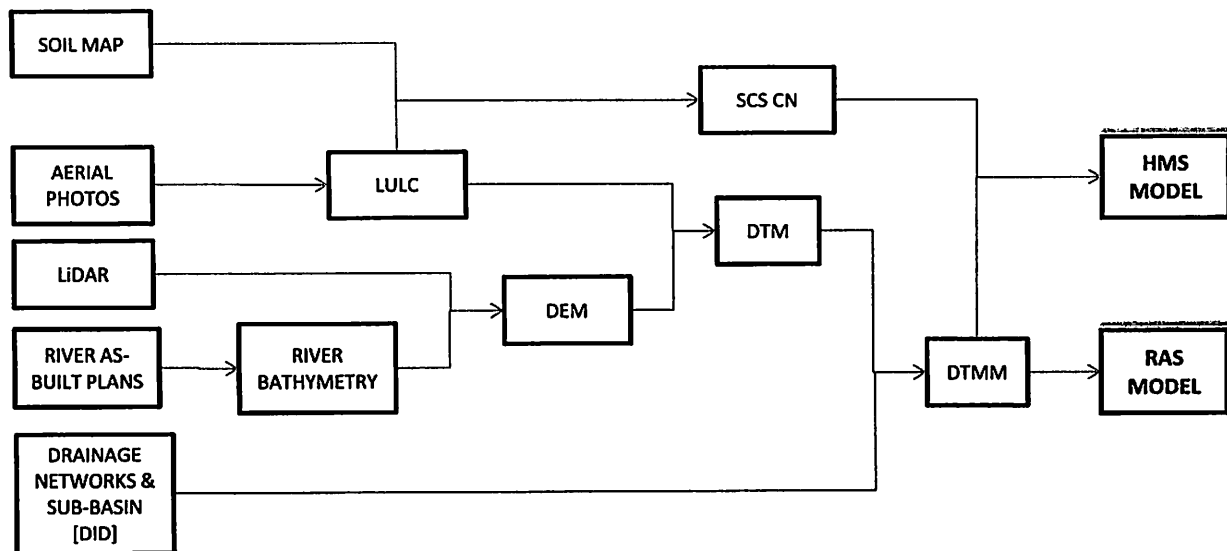 SOIL MAP
SCS CN
AERIAL
PHOTOS
LULC
HMS
MODEL
DTM
LiDAR
DEM
RIVER AS-
BUILT PLANS
RIVER
BATHYMETRY
DTMM
RAS
MODEL
DRAINAGE
NETWORKS &
SUB-BASIN
[DID]